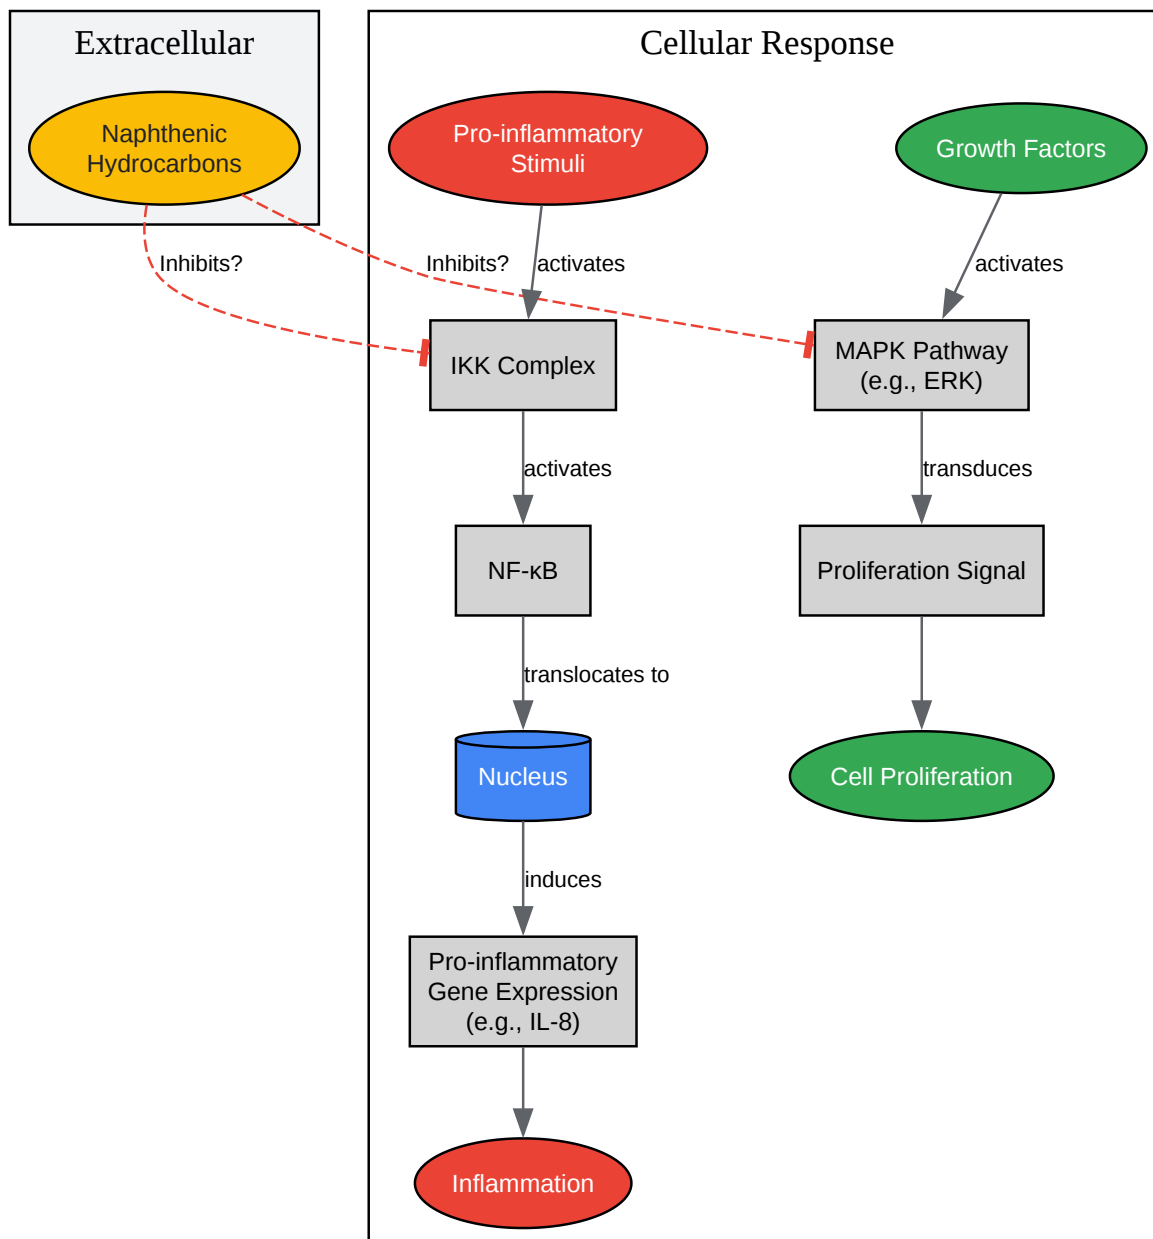 Extracellular
Cellular Response
Naphthenic
Hydrocarbons
Pro-inflammatory
Stimuli
Growth Factors
Inhibits?
Inhibits?
activates
activates
IKK Complex
MAPK Pathway
(e.g., ERK)
activates
transduces
NF-κB
Proliferation Signal
translocates to
Nucleus
Cell Proliferation
induces
Pro-inflammatory
Gene Expression
(e.g., IL-8)
Inflammation